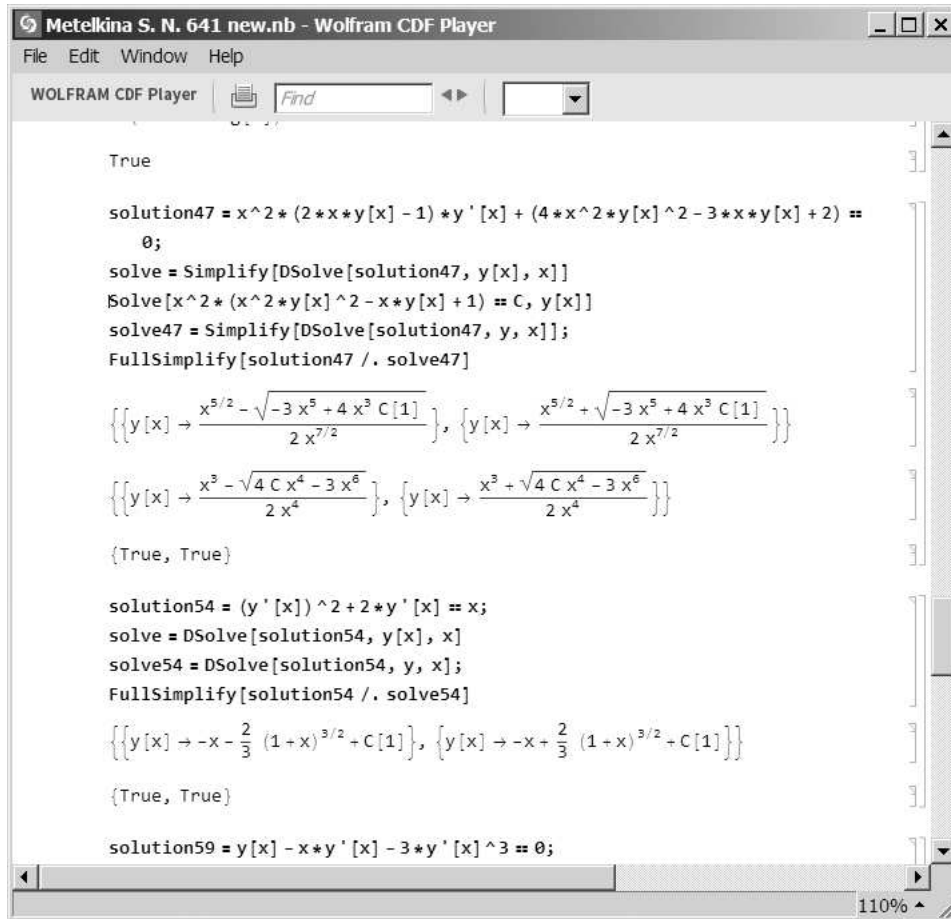 Metelkina S. N. 641 new.nb - Wolfram CDF Player
File Edit Window Help
WOLFRAM CDF Player Find
True
solution47 = x^2*(2*x*y[x] - 1)*y'[x] + (4*x^2*y[x]^2 - 3*x*y[x] + 2) ==
0;
solve = Simplify[DSolve[solution47, y[x], x]]
Solve[x^2*(x^2*y[x]^2 - x*y[x] + 1) == C, y[x]]
solve47 = Simplify[DSolve[solution47, y, x]];
FullSimplify[solution47 /. solve47]
{{y[x] → (x^{5/2} - √(-3 x^5 + 4 x^3 C[1])) / (2 x^{7/2})}, {y[x] → (x^{5/2} + √(-3 x^5 + 4 x^3 C[1])) / (2 x^{7/2})}}
{{y[x] → (x^3 - √(4 C x^4 - 3 x^6)) / (2 x^4)}, {y[x] → (x^3 + √(4 C x^4 - 3 x^6)) / (2 x^4)}}
{True, True}
solution54 = (y'[x])^2 + 2*y'[x] == x;
solve = DSolve[solution54, y[x], x]
solve54 = DSolve[solution54, y, x];
FullSimplify[solution54 /. solve54]
{{y[x] → -x - 2/3 (1 + x)^{3/2} + C[1]}, {y[x] → -x + 2/3 (1 + x)^{3/2} + C[1]}}
{True, True}
solution59 = y[x] - x*y'[x] - 3*y'[x]^3 == 0;
110%